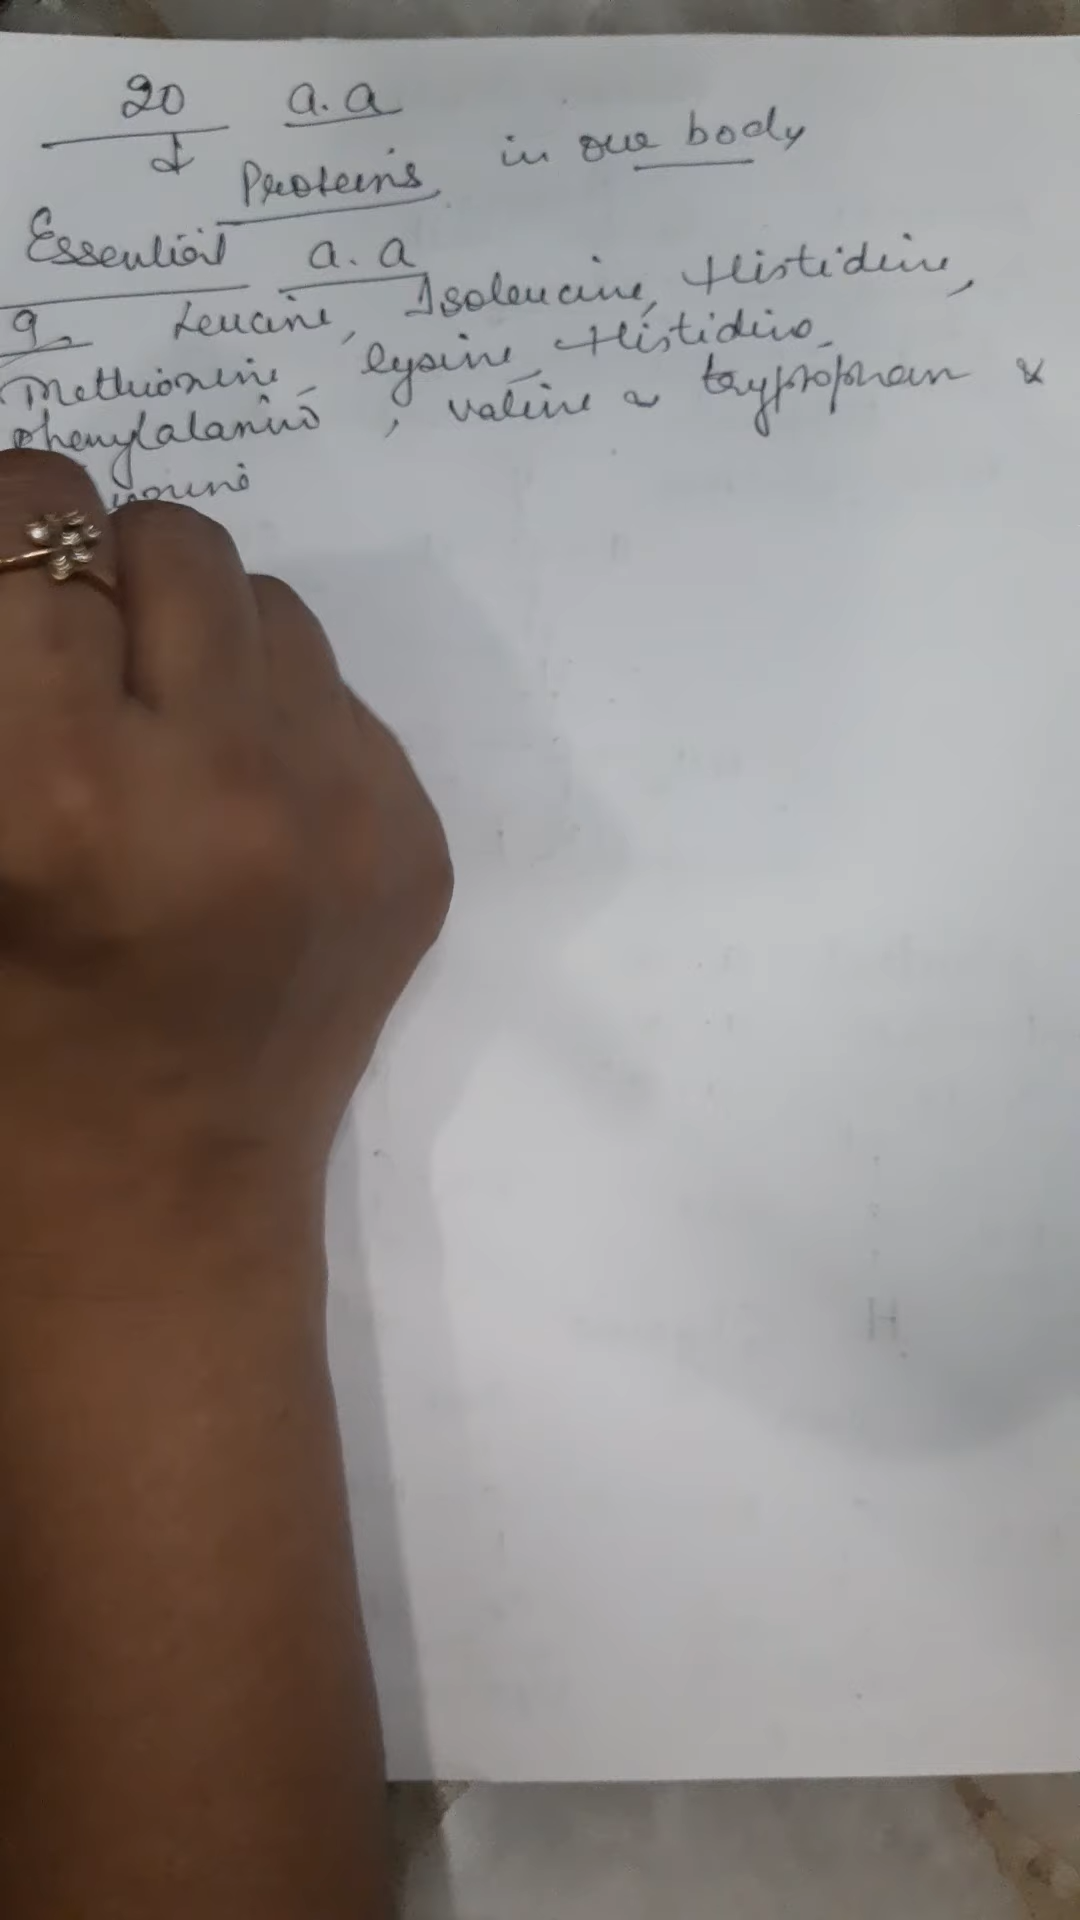 20 a.a
Proteins in our body
Essential a.a
9 Leucine, Isoleucine, Histidine,
Methionine, lysine, Histidine,
phenylalanine, valine & tryptophan &